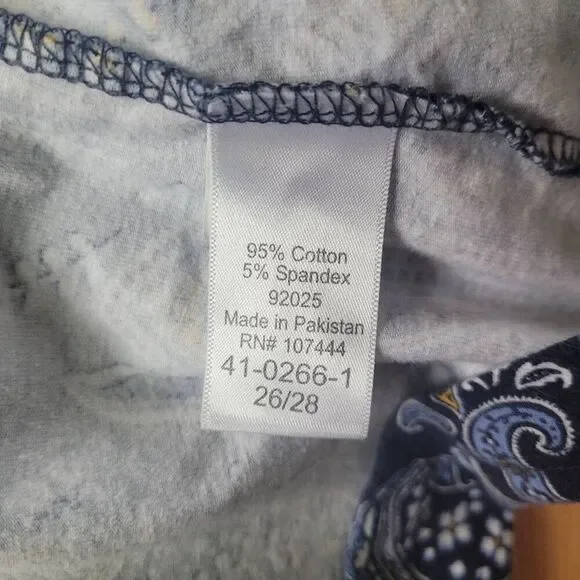 95% Cotton
5% Spandex
92025
Made in Pakistan
RN# 107444
41-0266-1
26/28